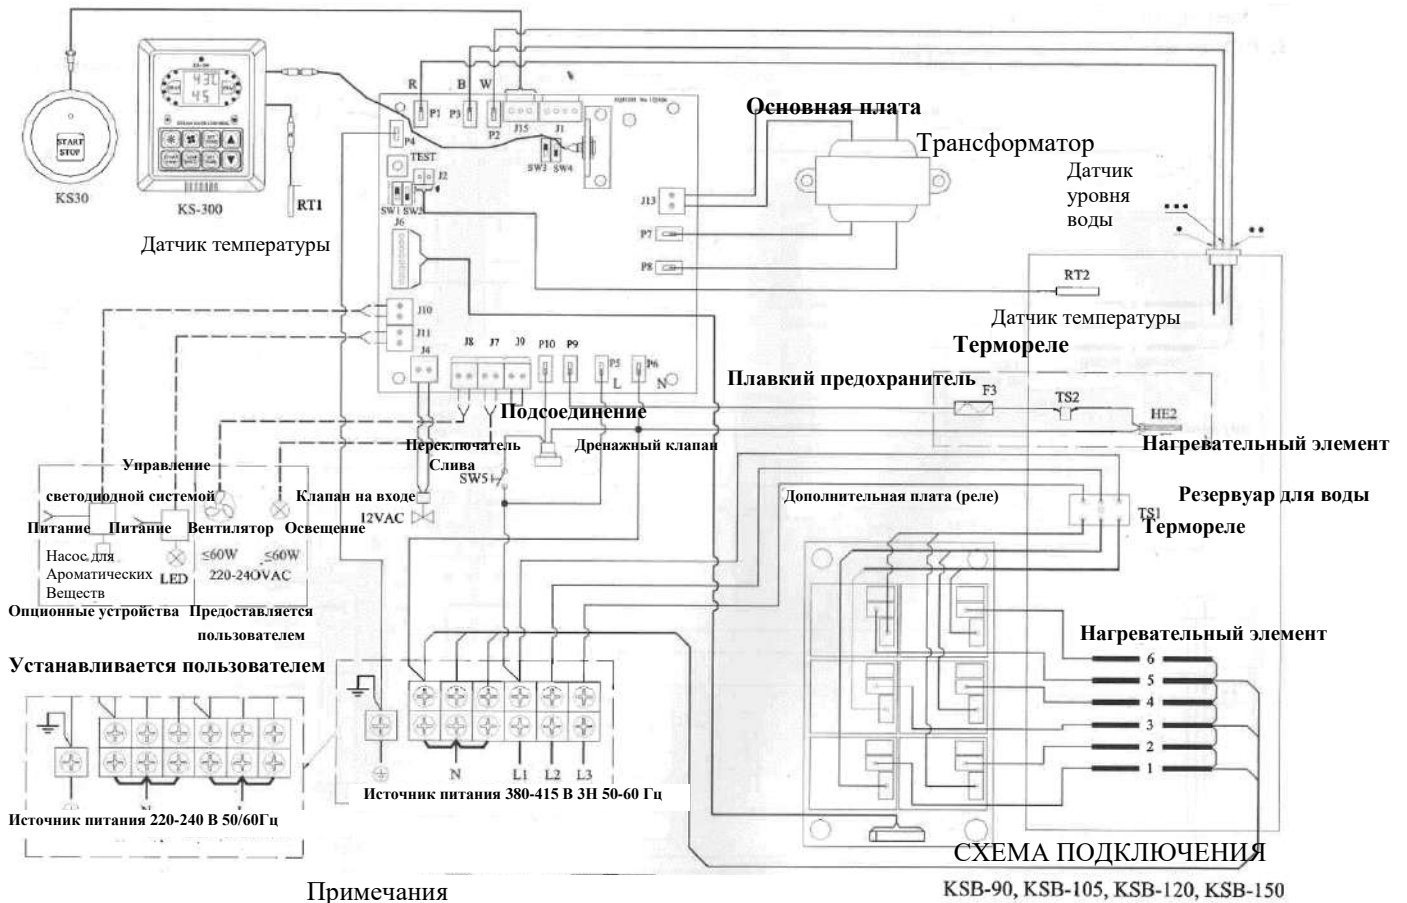 START
STOP
KS30
43
45
KS-300
RT1
Датчик температуры
R B W
P1
P3
P2
P4
J15
J1
SW3
SW4
TEST
J2
SW1
SW2
J6
J13
P7
P8
J10
J11
J4
J8
J7
J9
P10
P9
P5
L
P6
N
Основная плата
Трансформатор
Датчик
уровня
воды
RT2
Датчик температуры
Термореле
Плавкий предохранитель
F3
TS2
HE2
Нагревательный элемент
Подсоединение
Переключатель
Слива
Дренажный клапан
SW5
Клапан на входе
12VAC
Управление
светодиодной системой
Питание
Питание
Вентилятор
Освещение
Насос для
Ароматических
Веществ
LED
≤60W
≤60W
220-240VAC
Опционные устройства
Предоставляется
пользователем
Дополнительная плата (реле)
Резервуар для воды
TS1
Термореле
Нагревательный элемент
6
5
4
3
2
1
Устанавливается пользователем
N
L1
L2
L3
Источник питания 380-415 В 3Н 50-60 Гц
Источник питания 220-240 В 50/60Гц
СХЕМА ПОДКЛЮЧЕНИЯ
KSB-90, KSB-105, KSB-120, KSB-150
Примечания